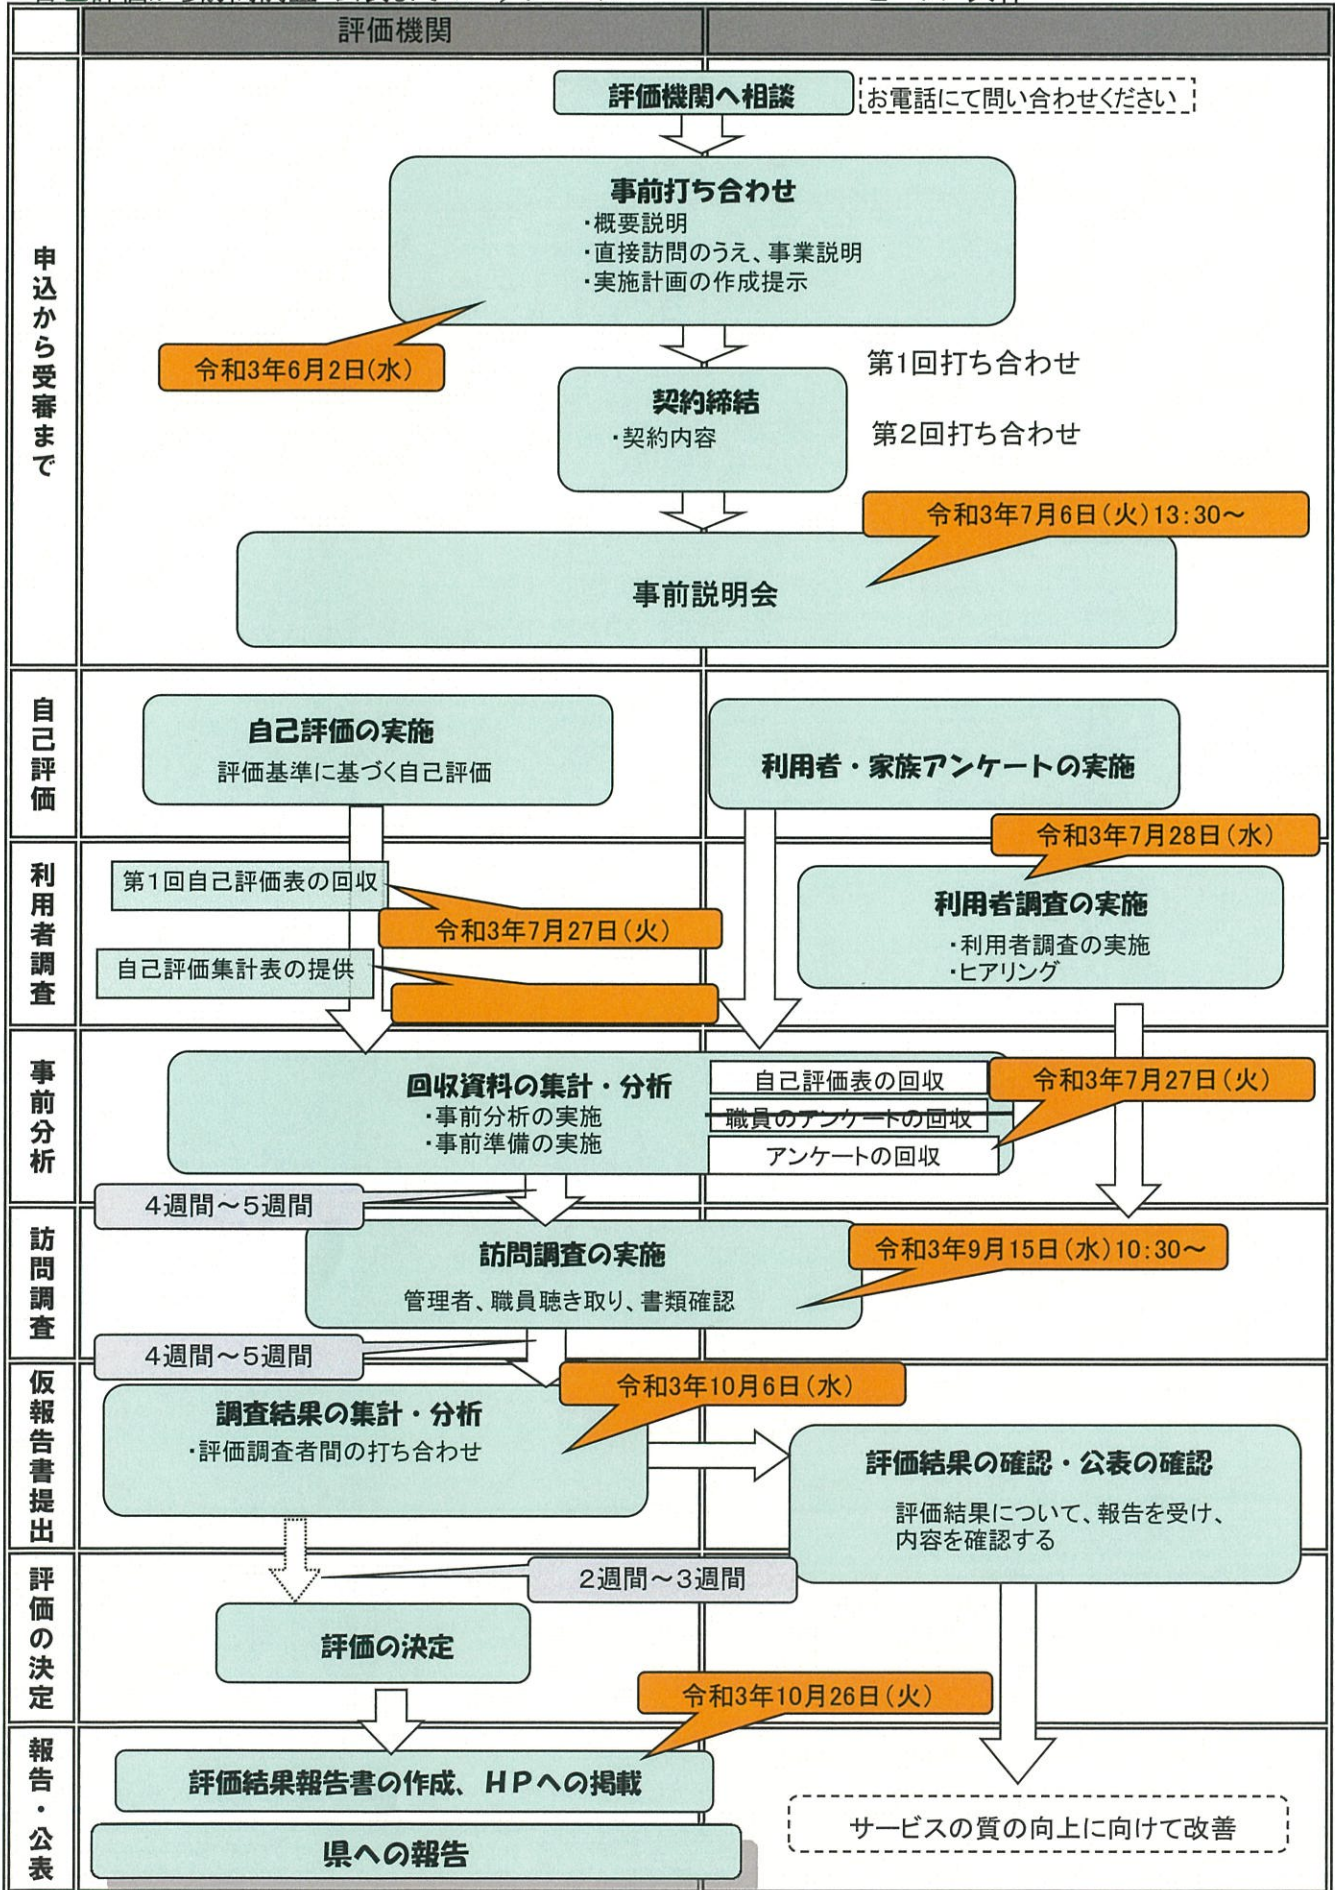 評価機関
評価機関へ相談
お電話にて問い合わせください
事前打ち合わせ
・概要説明
・直接訪問のうえ、事業説明
・実施計画の作成提示
令和3年6月2日(水)
第1回打ち合わせ
契約締結
・契約内容
第2回打ち合わせ
令和3年7月6日(火)13:30～
事前説明会
申込から受審まで
自己評価
自己評価の実施
評価基準に基づく自己評価
利用者・家族アンケートの実施
利用者調査
令和3年7月28日(水)
第1回自己評価表の回収
令和3年7月27日(火)
利用者調査の実施
・利用者調査の実施
・ヒアリング
自己評価集計表の提供
事前分析
回収資料の集計・分析
・事前分析の実施
・事前準備の実施
自己評価表の回収
職員のアンケートの回収
アンケートの回収
令和3年7月27日(火)
4週間～5週間
訪問調査
訪問調査の実施
管理者、職員聴き取り、書類確認
令和3年9月15日(水)10:30～
4週間～5週間
仮報告書提出
令和3年10月6日(水)
調査結果の集計・分析
・評価調査者間の打ち合わせ
評価結果の確認・公表の確認
評価結果について、報告を受け、
内容を確認する
評価の決定
2週間～3週間
評価の決定
令和3年10月26日(火)
報告・公表
評価結果報告書の作成、HPへの掲載
県への報告
サービスの質の向上に向けて改善